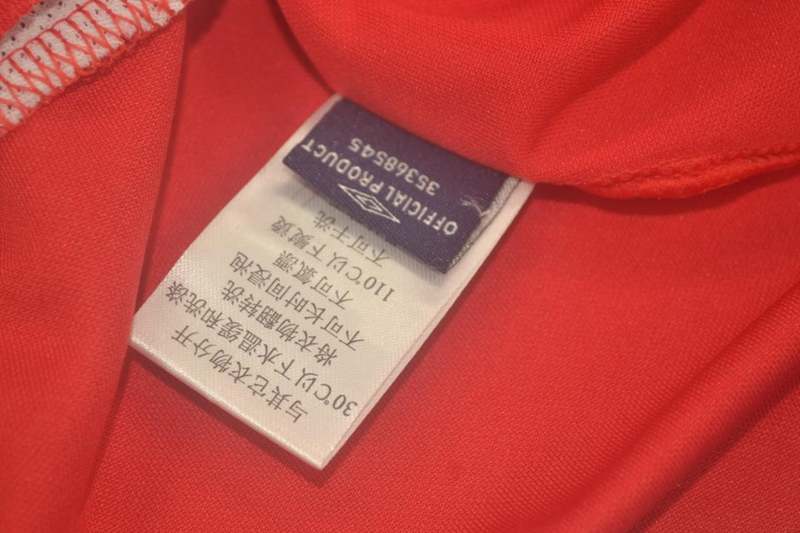 与其它衣物分开
30℃以下水温缓和洗涤
将衣物翻转洗
不可长时间浸泡
不可氯漂
110℃以下熨烫
不可干洗
OFFICIAL PRODUCT
35368545